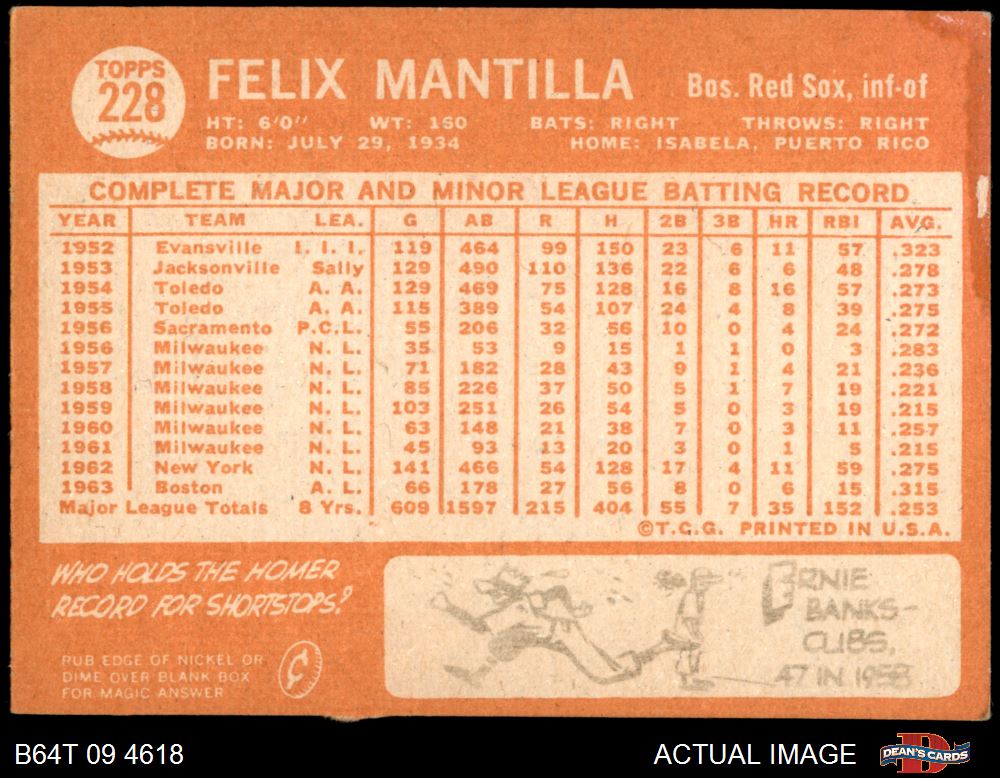 TOPPS
228
FELIX MANTILLA Bos. Red Sox, inf-of
HT: 6'0" WT: 160 BATS: RIGHT THROWS: RIGHT
BORN: JULY 29, 1934 HOME: ISABELA, PUERTO RICO
COMPLETE MAJOR AND MINOR LEAGUE BATTING RECORD
YEAR TEAM LEA. G AB R H 2B 3B HR RBI AVG.
1952 Evansville I. I. I. 119 464 99 150 23 6 11 57 .323
1953 Jacksonville Sally 129 490 110 136 22 6 6 48 .278
1954 Toledo A. A. 129 469 75 128 16 8 16 57 .273
1955 Toledo A. A. 115 389 54 107 24 4 8 39 .275
1956 Sacramento P.C.L. 55 206 32 56 10 0 4 24 .272
1956 Milwaukee N. L. 35 53 9 15 1 1 0 3 .283
1957 Milwaukee N. L. 71 182 28 43 9 1 4 21 .236
1958 Milwaukee N. L. 85 226 37 50 5 1 7 19 .221
1959 Milwaukee N. L. 103 251 26 54 5 0 3 19 .215
1960 Milwaukee N. L. 63 148 21 38 7 0 3 11 .257
1961 Milwaukee N. L. 45 93 13 20 3 0 1 5 .215
1962 New York N. L. 141 466 54 128 17 4 11 59 .275
1963 Boston A. L. 66 178 27 56 8 0 6 15 .315
Major League Totals 8 Yrs. 609 1597 215 404 55 7 35 152 .253
©T.C.G. PRINTED IN U.S.A.
WHO HOLDS THE HOMER
RECORD FOR SHORTSTOPS?
RUB EDGE OF NICKEL OR
DIME OVER BLANK BOX
FOR MAGIC ANSWER
ERNIE
BANKS-
CUBS,
47 IN 1958
B64T 09 4618
ACTUAL IMAGE
DEAN'S CARDS